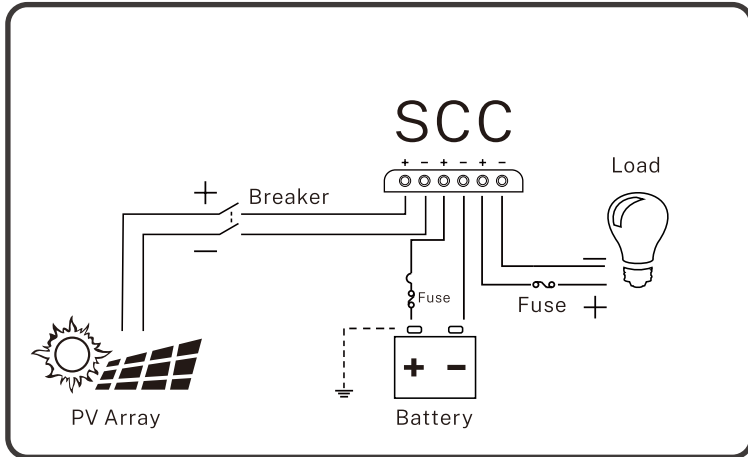 SCC
+ − + − + −
Load
+ Breaker
−
−
Fuse
Fuse +
+ −
PV Array
Battery